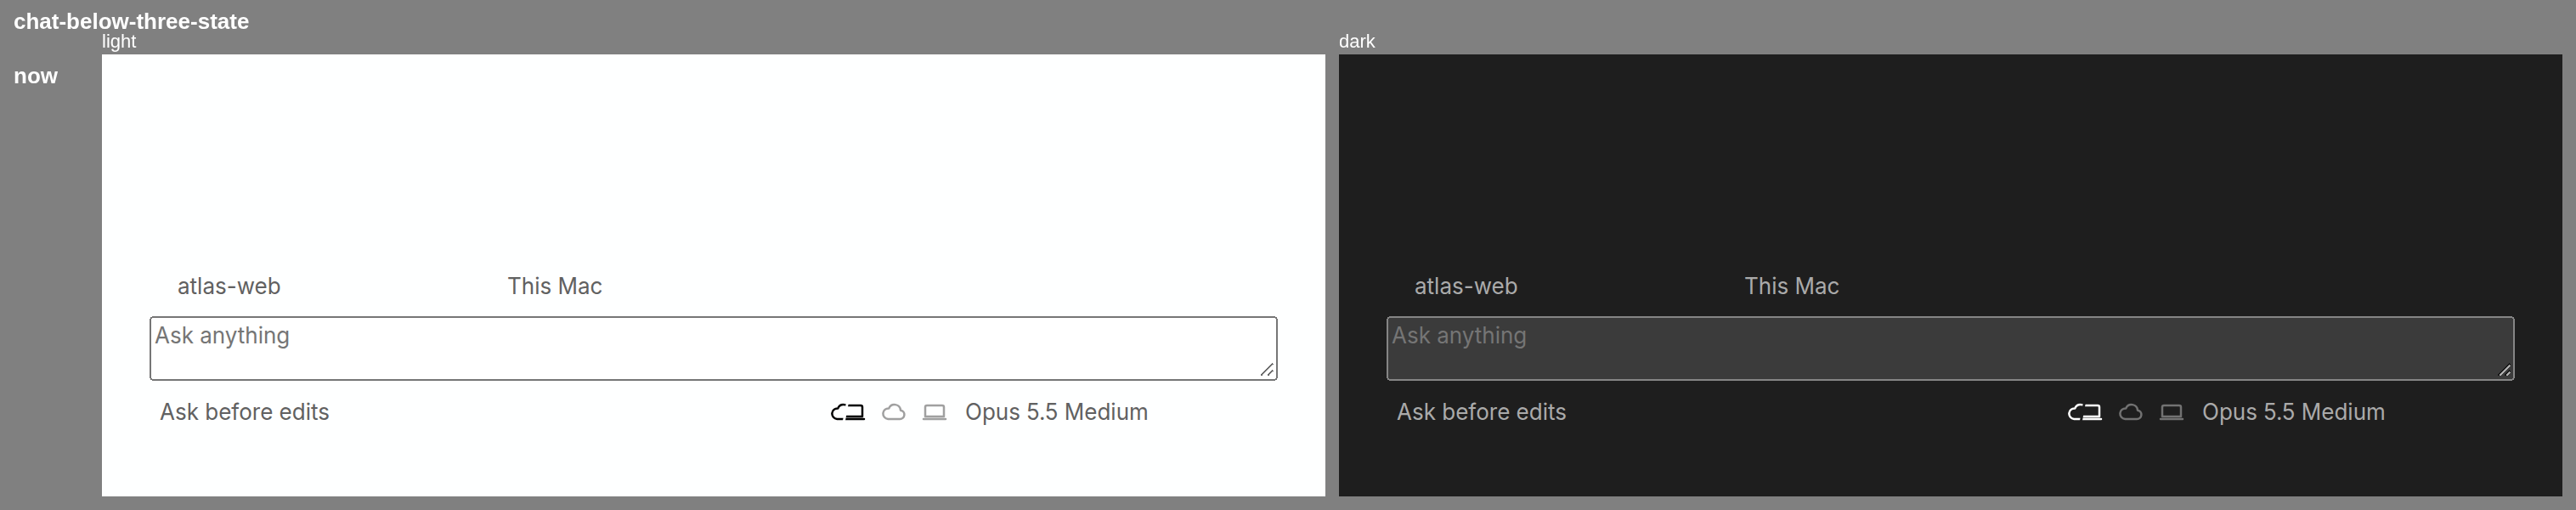 chat-below-three-state
light
dark
now
atlas-web
This Mac
Ask anything
Ask before edits
Opus 5.5 Medium
atlas-web
This Mac
Ask anything
Ask before edits
Opus 5.5 Medium